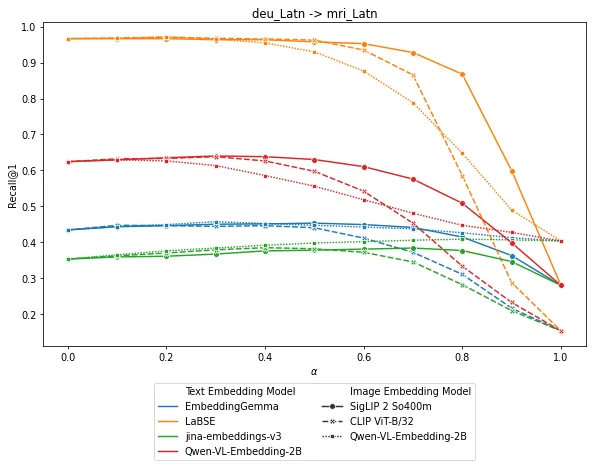 deu_Latn -> mri_Latn
1.0
0.9
0.8
0.7
0.6
0.5
0.4
0.3
0.2
Recall@1
0.0 0.2 0.4 0.6 0.8 1.0
α
Text Embedding Model
EmbeddingGemma
LaBSE
jina-embeddings-v3
Qwen-VL-Embedding-2B
Image Embedding Model
SigLIP 2 So400m
CLIP ViT-B/32
Qwen-VL-Embedding-2B